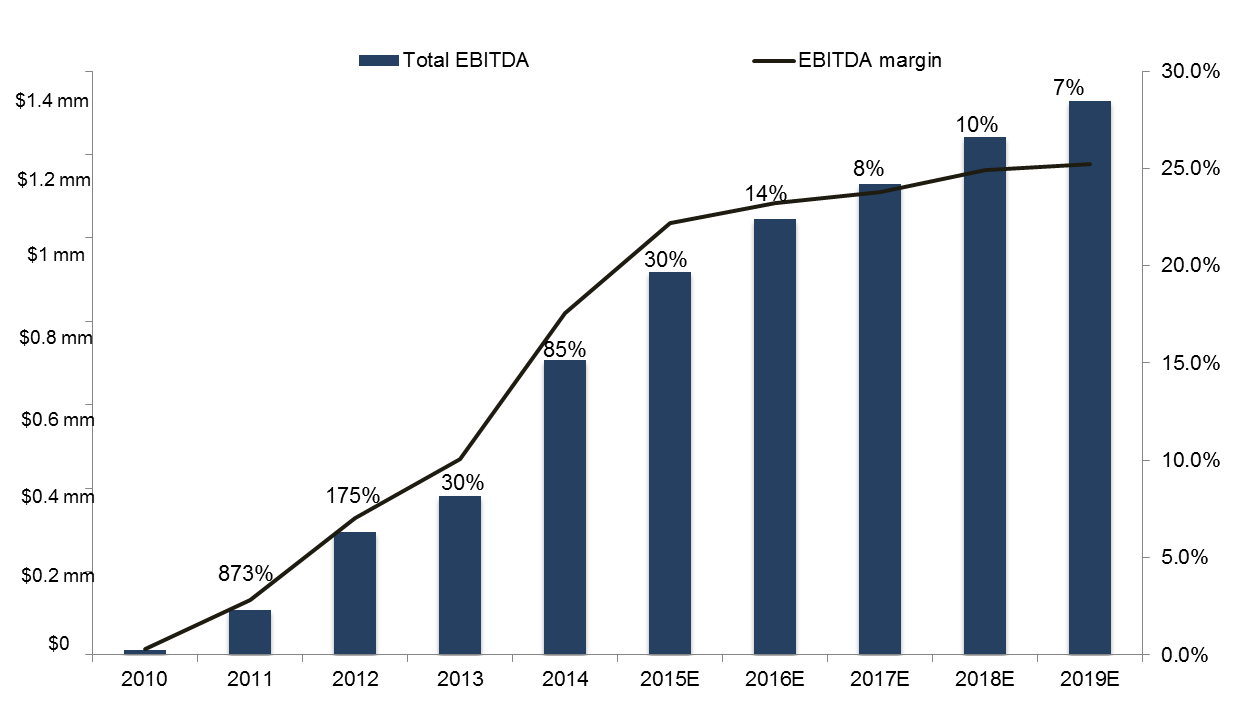 Total EBITDA EBITDA margin
$1.4 mm
$1.2 mm
$1 mm
$0.8 mm
$0.6 mm
$0.4 mm
$0.2 mm
$0
873%
175%
30%
85%
30%
14%
8%
10%
7%
30.0%
25.0%
20.0%
15.0%
10.0%
5.0%
0.0%
2010 2011 2012 2013 2014 2015E 2016E 2017E 2018E 2019E